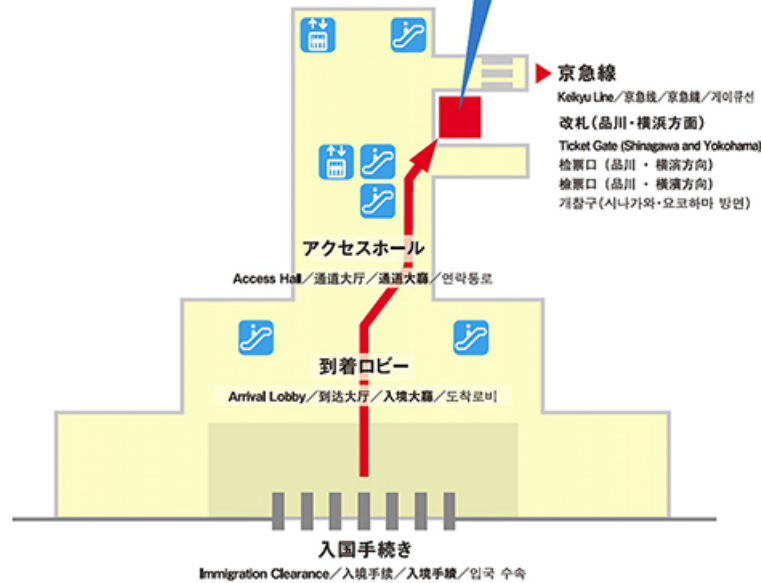 京急線
Keikyu Line/京急线/京急綫/게이큐선
改札(品川・横浜方面)
Ticket Gate (Shinagawa and Yokohama)
检票口(品川・横滨方向)
檢票口(品川・橫濱方向)
개찰구(시나가와·요코하마 방면)
アクセスホール
Access Hall/通道大厅/通道大廳/연락통로
到着ロビー
Arrival Lobby/到达大厅/入境大廳/도착로비
入国手続き
Immigration Clearance/入境手续/入境手續/입국 수속